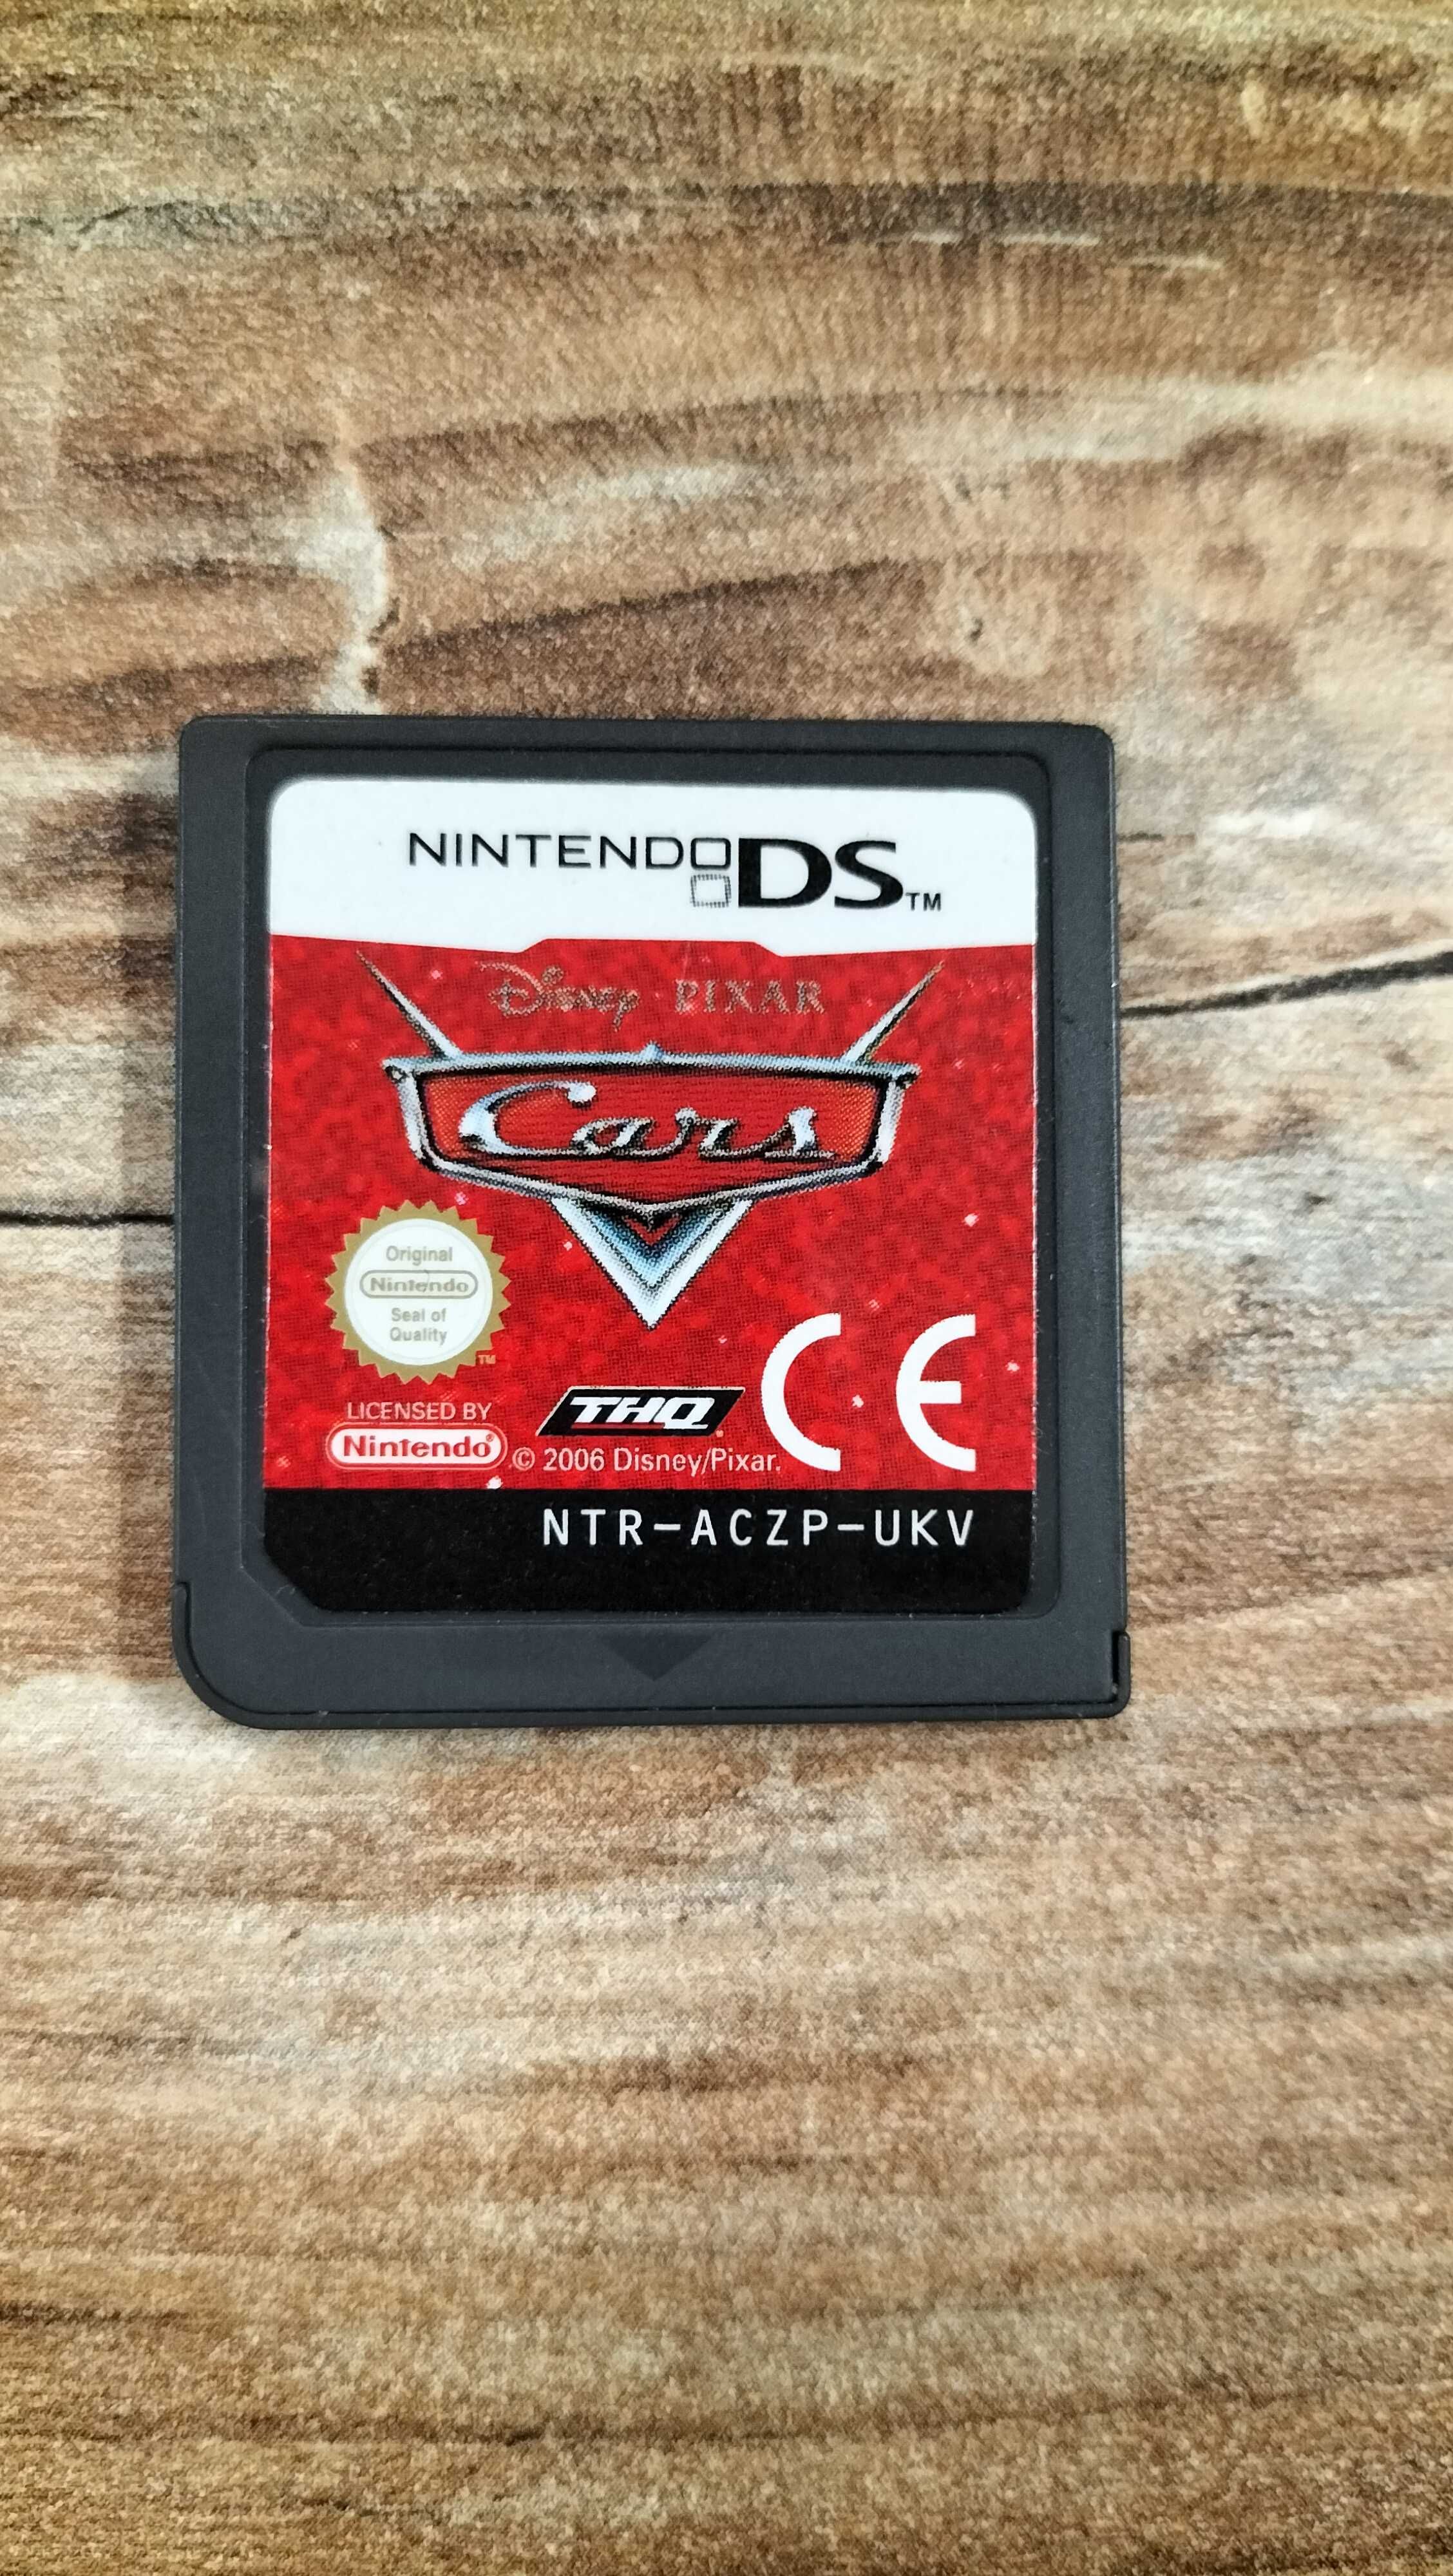 NINTENDO DS™
Disney PIXAR
Cars
Original
Nintendo
Seal of
Quality
™
LICENSED BY
Nintendo®
THQ.
© 2006 Disney/Pixar.
CE
NTR-ACZP-UKV